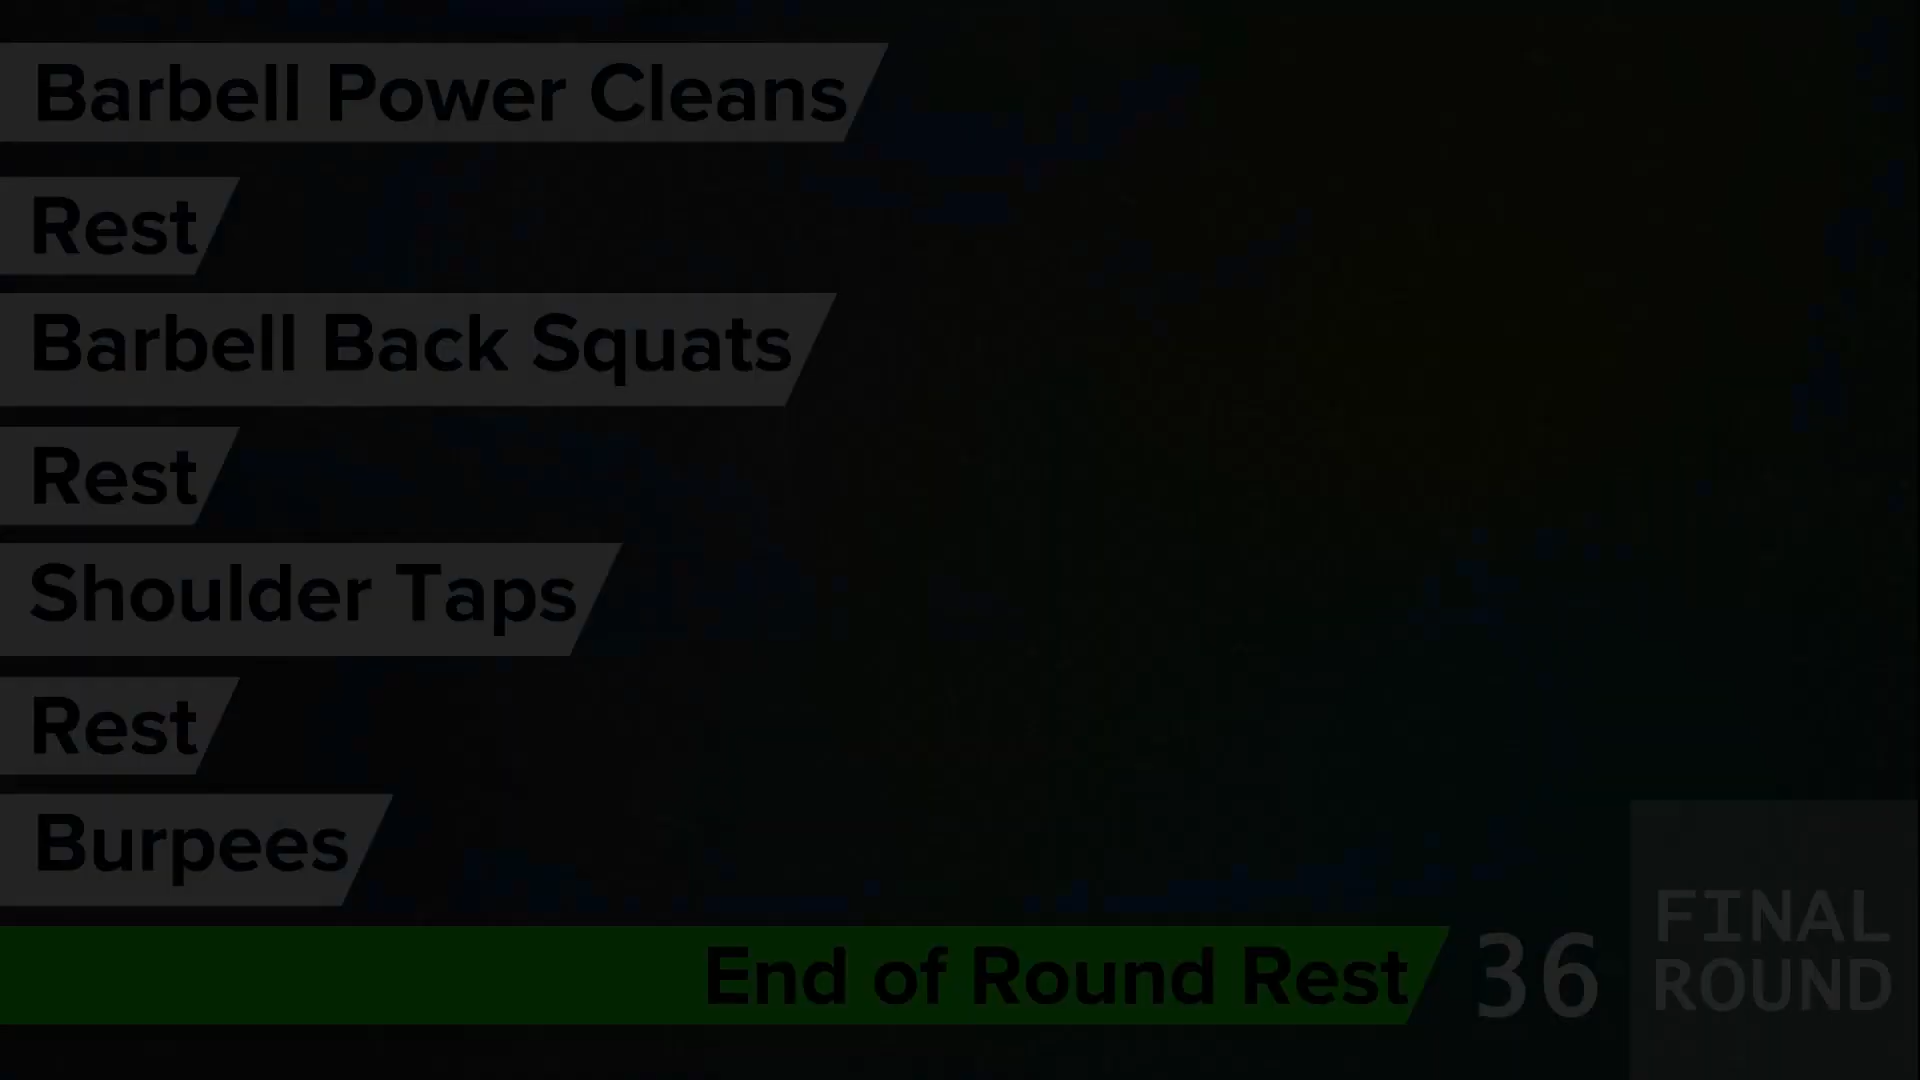 Barbell Power Cleans
Rest
Barbell Back Squats
Rest
Shoulder Taps
Rest
Burpees
End of Round Rest
36
FINAL
ROUND